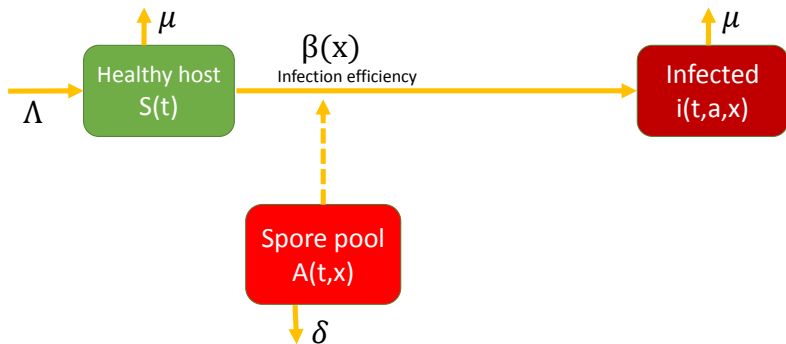 μ
μ
β(x)
Infection efficiency
Healthy host
S(t)
Infected
i(t,a,x)
Λ
Spore pool
A(t,x)
δ